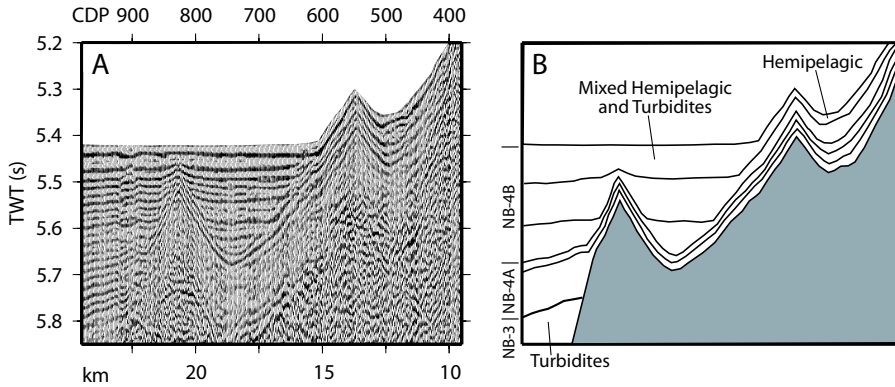 CDP 900 800 700 600 500 400
5.2
5.3
5.4
5.5
5.6
5.7
5.8
TWT (s)
A
km 20 15 10
B
Hemipelagic
Mixed Hemipelagic
and Turbidites
NB-4B
NB-4A
NB-3
Turbidites